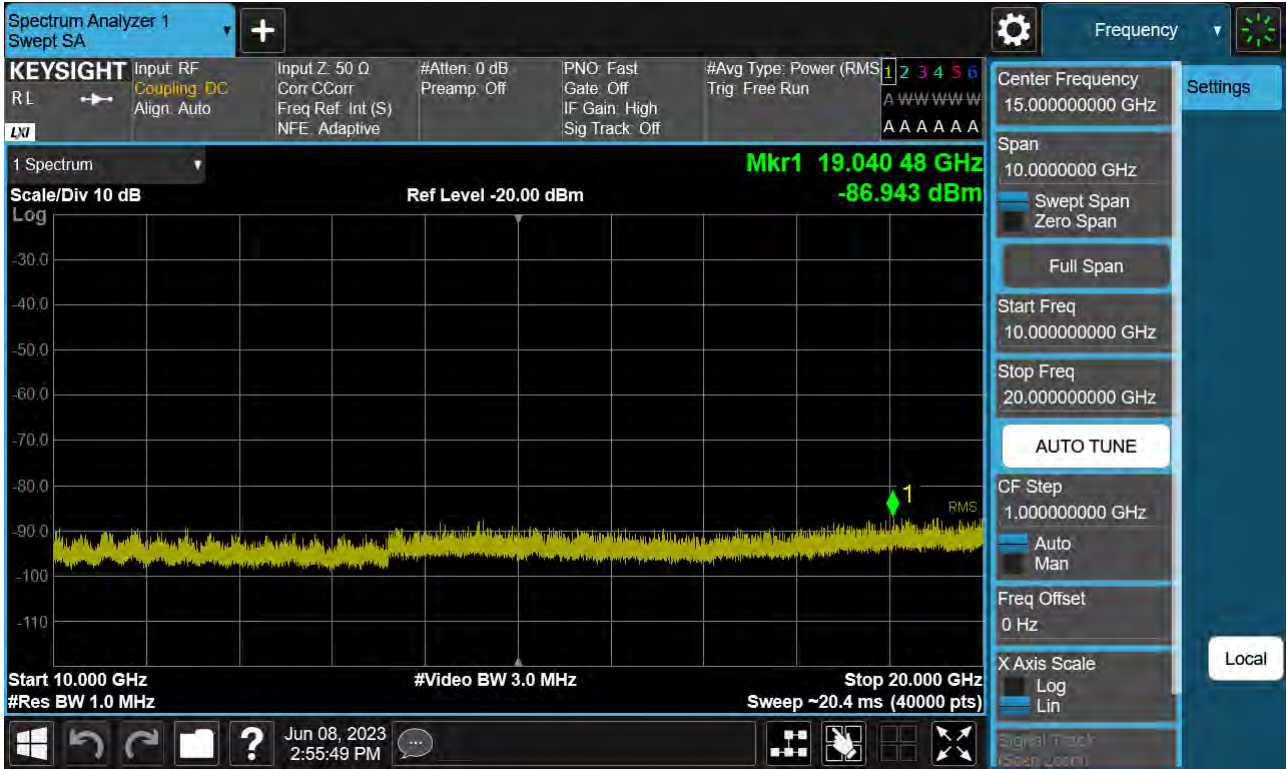 Spectrum Analyzer 1
Swept SA
+
Frequency
KEYSIGHT
RL
LXI
Input: RF
Coupling: DC
Align: Auto
Input Z: 50 Ω
Corr CCorr
Freq Ref: Int (S)
NFE: Adaptive
#Atten: 0 dB
Preamp: Off
PNO: Fast
Gate: Off
IF Gain: High
Sig Track: Off
#Avg Type: Power (RMS
Trig: Free Run
1 2 3 4 5 6
A W W W W W
A A A A A A
1 Spectrum
Scale/Div 10 dB
Log
Ref Level -20.00 dBm
Mkr1 19.040 48 GHz
-86.943 dBm
-30.0
-40.0
-50.0
-60.0
-70.0
-80.0
-90.0
-100
-110
1
RMS
Start 10.000 GHz
#Res BW 1.0 MHz
#Video BW 3.0 MHz
Stop 20.000 GHz
Sweep ~20.4 ms (40000 pts)
Center Frequency
15.000000000 GHz
Span
10.0000000 GHz
Swept Span
Zero Span
Full Span
Start Freq
10.000000000 GHz
Stop Freq
20.000000000 GHz
AUTO TUNE
CF Step
1.000000000 GHz
Auto
Man
Freq Offset
0 Hz
X Axis Scale
Log
Lin
Signal Track
(Span Zoom)
Settings
Local
?
Jun 08, 2023
2:55:49 PM